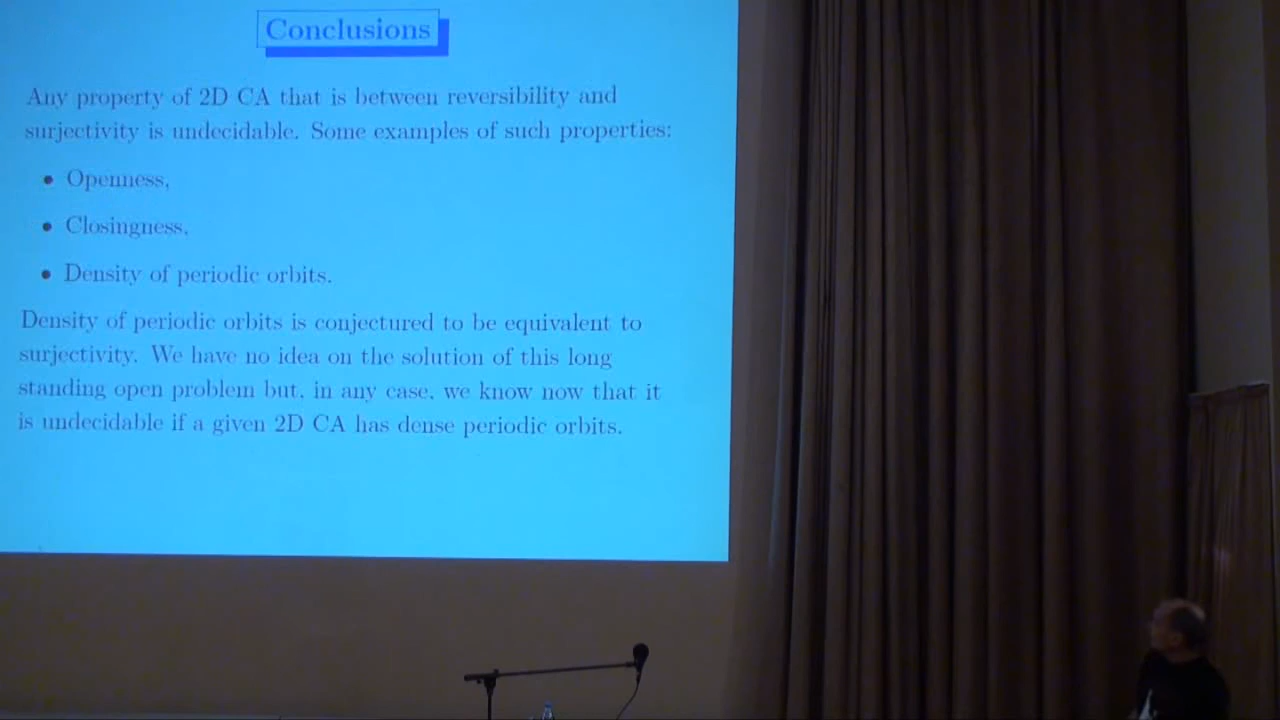 Conclusions
Any property of 2D CA that is between reversibility and
surjectivity is undecidable. Some examples of such properties:
• Openness,
• Closingness,
• Density of periodic orbits.
Density of periodic orbits is conjectured to be equivalent to
surjectivity. We have no idea on the solution of this long
standing open problem but, in any case, we know now that it
is undecidable if a given 2D CA has dense periodic orbits.